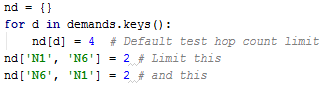 nd = {}
for d in demands.keys():
    nd[d] = 4  # Default test hop count limit
nd['N1', 'N6'] = 2 # Limit this
nd['N6', 'N1'] = 2 # and this